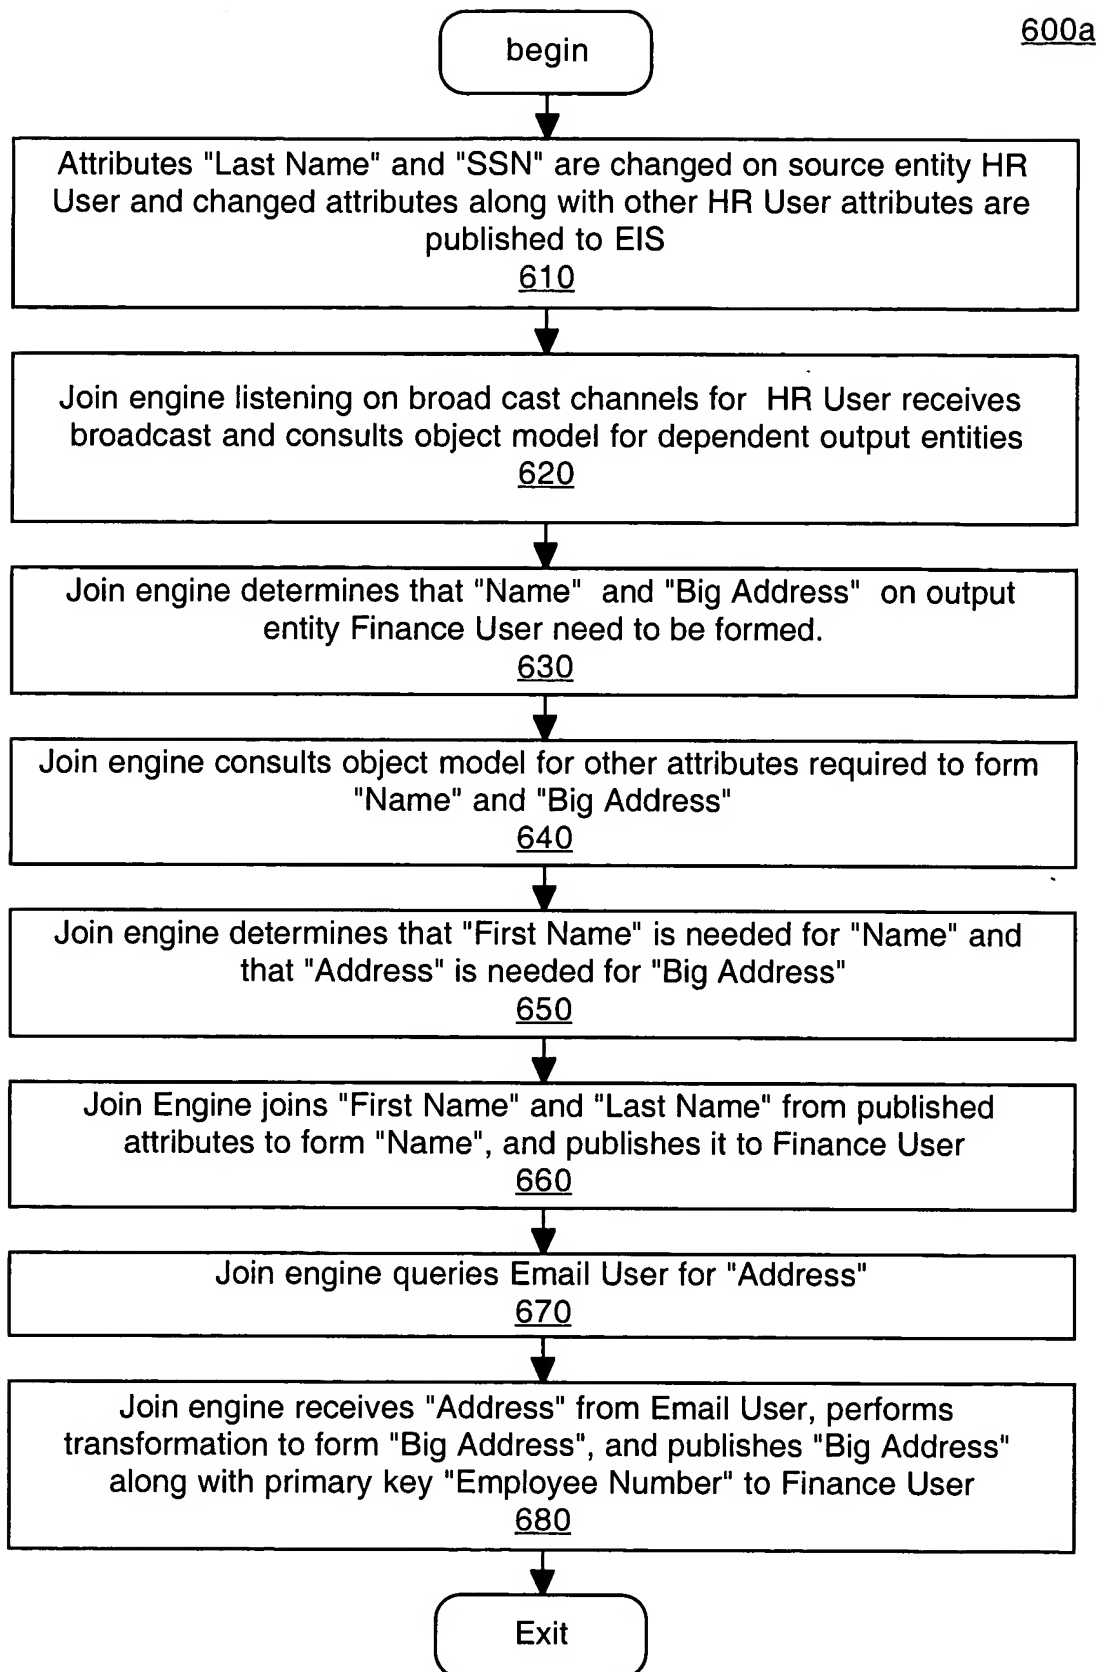 600a
begin
Attributes "Last Name" and "SSN" are changed on source entity HR
User and changed attributes along with other HR User attributes are
published to EIS
610
Join engine listening on broad cast channels for HR User receives
broadcast and consults object model for dependent output entities
620
Join engine determines that "Name" and "Big Address" on output
entity Finance User need to be formed.
630
Join engine consults object model for other attributes required to form
"Name" and "Big Address"
640
Join engine determines that "First Name" is needed for "Name" and
that "Address" is needed for "Big Address"
650
Join Engine joins "First Name" and "Last Name" from published
attributes to form "Name", and publishes it to Finance User
660
Join engine queries Email User for "Address"
670
Join engine receives "Address" from Email User, performs
transformation to form "Big Address", and publishes "Big Address"
along with primary key "Employee Number" to Finance User
680
Exit